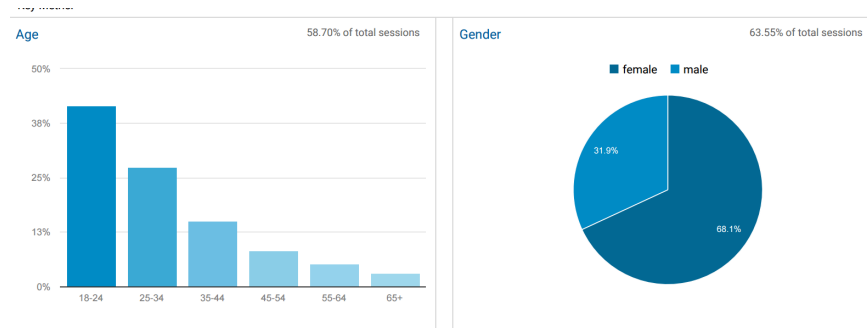 Age
58.70% of total sessions
50%
38%
25%
13%
0%
18-24 25-34 35-44 45-54 55-64 65+
Gender
63.55% of total sessions
female male
31.9%
68.1%